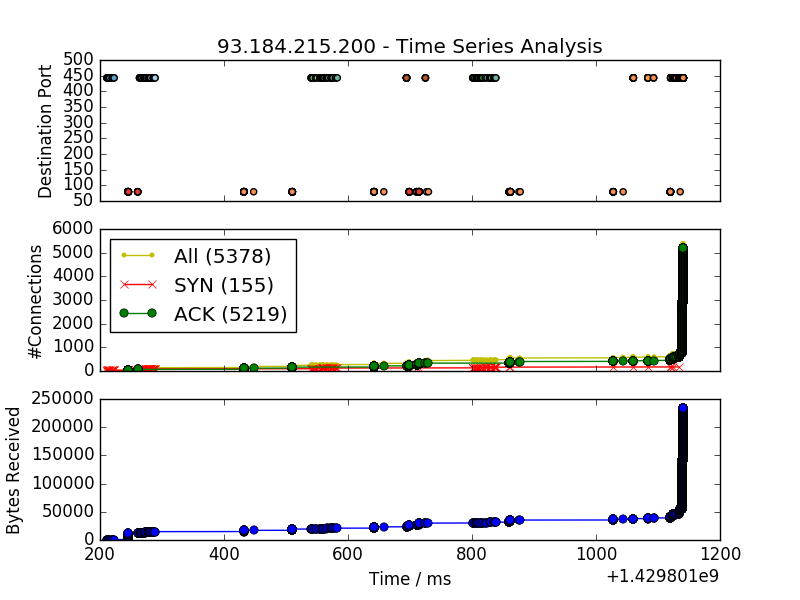 93.184.215.200 - Time Series Analysis
500
450
400
350
300
250
200
150
100
50
Destination Port
6000
5000
4000
3000
2000
1000
0
#Connections
All (5378)
SYN (155)
ACK (5219)
250000
200000
150000
100000
50000
0
Bytes Received
200 400 600 800 1000 1200
Time / ms
+1.429801e9